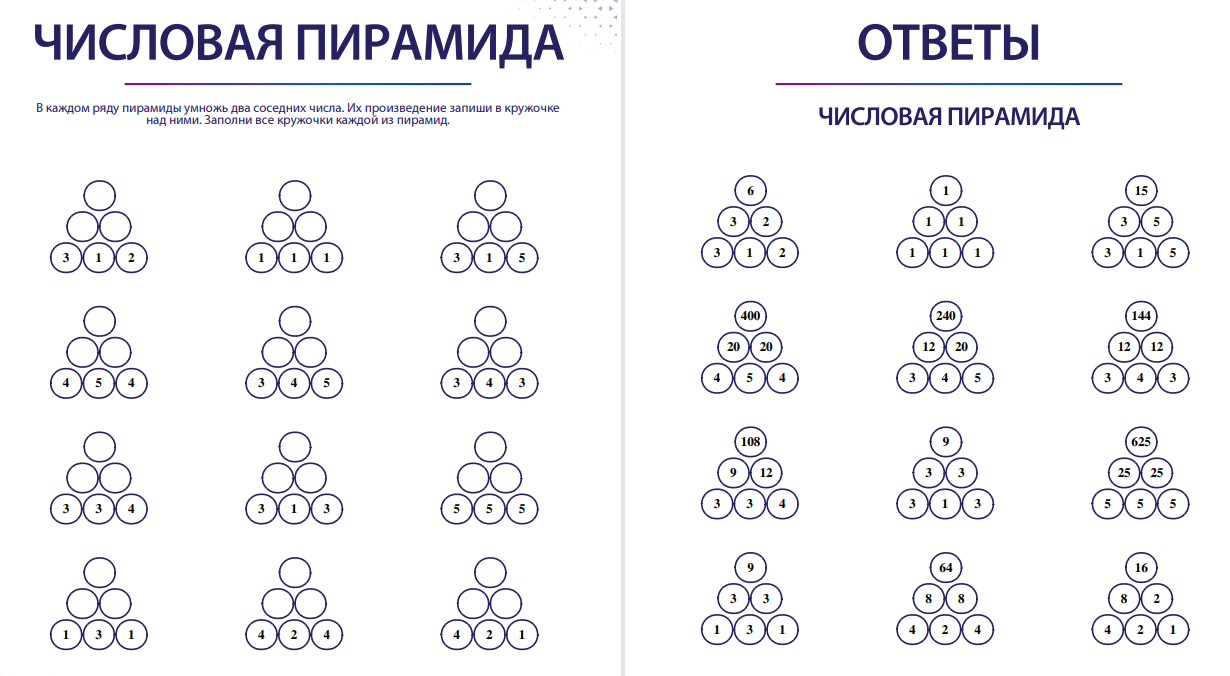 ЧИСЛОВАЯ ПИРАМИДА
В каждом ряду пирамиды умножь два соседних числа. Их произведение запиши в кружочке
над ними. Заполни все кружочки каждой из пирамид.
3 1 2 1 1 1 3 1 5
4 5 4 3 4 5 3 4 3
3 3 4 3 1 3 5 5 5
1 3 1 4 2 4 4 2 1
ОТВЕТЫ
ЧИСЛОВАЯ ПИРАМИДА
6 1 15
3 2 1 1 3 5
3 1 2 1 1 1 3 1 5
400 240 144
20 20 12 20 12 12
4 5 4 3 4 5 3 4 3
108 9 625
9 12 3 3 25 25
3 3 4 3 1 3 5 5 5
9 64 16
3 3 8 8 8 2
1 3 1 4 2 4 4 2 1